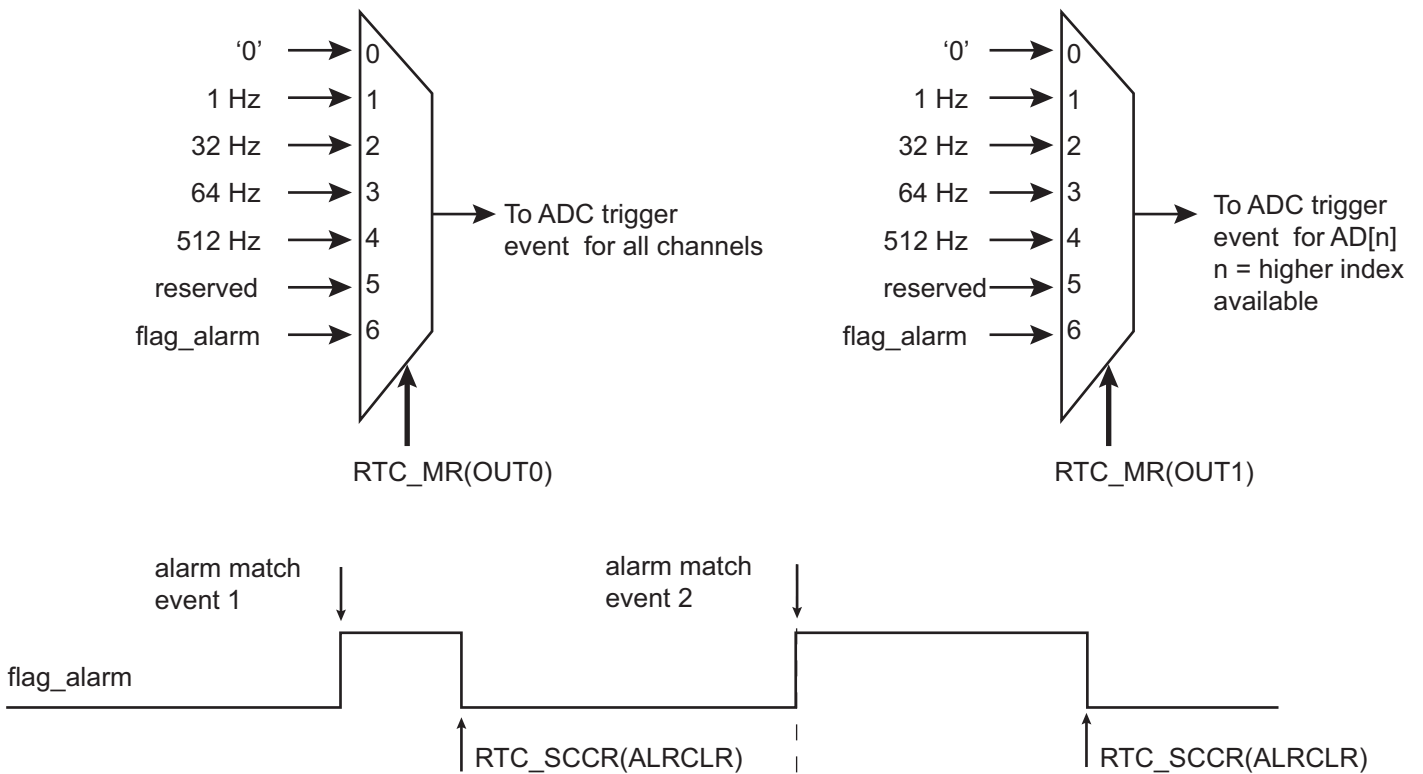 ‘0’
0
1 Hz
1
32 Hz
2
64 Hz
3
512 Hz
4
reserved
5
flag_alarm
6
To ADC trigger
event for all channels
RTC_MR(OUT0)
‘0’
0
1 Hz
1
32 Hz
2
64 Hz
3
512 Hz
4
reserved
5
flag_alarm
6
To ADC trigger
event for AD[n]
n = higher index
available
RTC_MR(OUT1)
alarm match
event 1
alarm match
event 2
flag_alarm
RTC_SCCR(ALRCLR)
RTC_SCCR(ALRCLR)